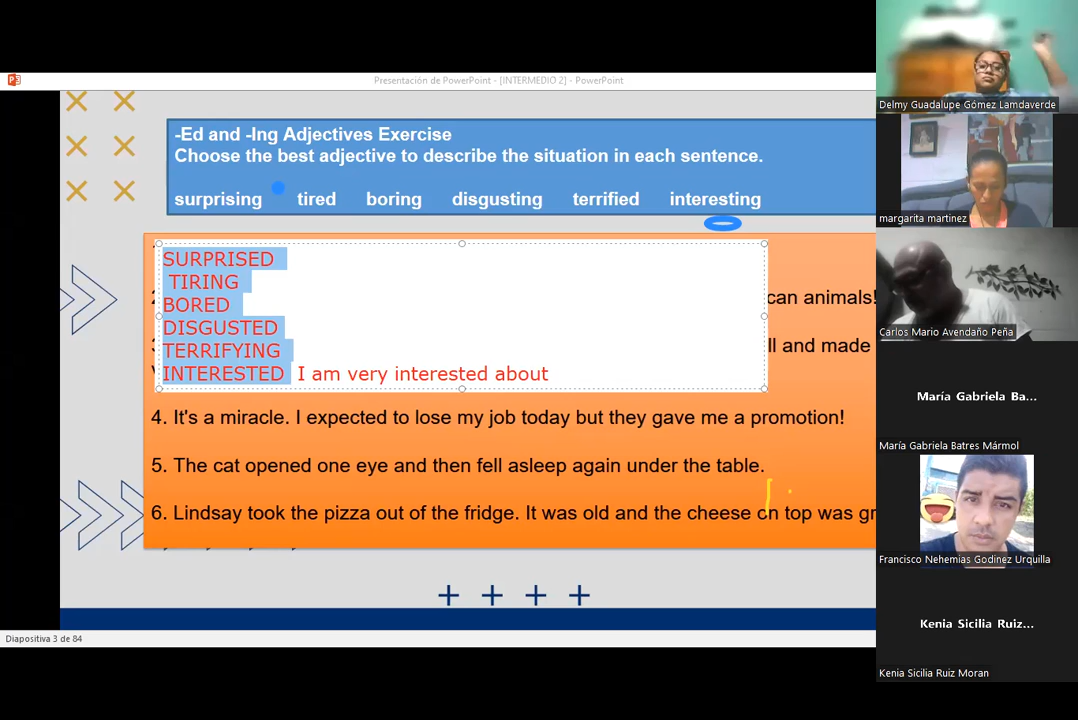 Presentación de PowerPoint - [INTERMEDIO 2] - PowerPoint
-Ed and -Ing Adjectives Exercise
Choose the best adjective to describe the situation in each sentence.
surprising tired boring disgusting terrified interesting
SURPRISED
TIRING
BORED
can animals!
DISGUSTED
TERRIFYING
ll and made
INTERESTED I am very interested about
4. It's a miracle. I expected to lose my job today but they gave me a promotion!
5. The cat opened one eye and then fell asleep again under the table.
6. Lindsay took the pizza out of the fridge. It was old and the cheese on top was gr
Diapositiva 3 de 84
Delmy Guadalupe Gómez Lamdaverde
margarita martinez
Carlos Mario Avendaño Peña
María Gabriela Ba...
María Gabriela Batres Mármol
Francisco Nehemias Godinez Urquilla
Kenia Sicilia Ruiz...
Kenia Sicilia Ruiz Moran